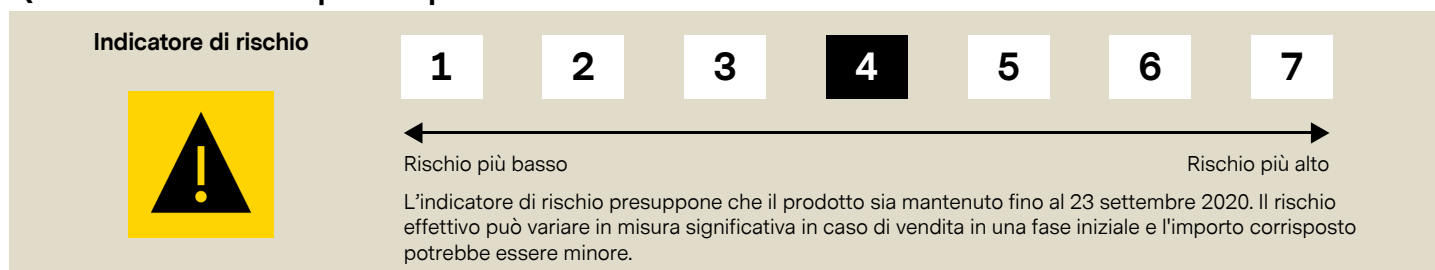 Indicatore di rischio
1 2 3 4 5 6 7
Rischio più basso Rischio più alto
L'indicatore di rischio presuppone che il prodotto sia mantenuto fino al 23 settembre 2020. Il rischio
effettivo può variare in misura significativa in caso di vendita in una fase iniziale e l'importo corrisposto
potrebbe essere minore.